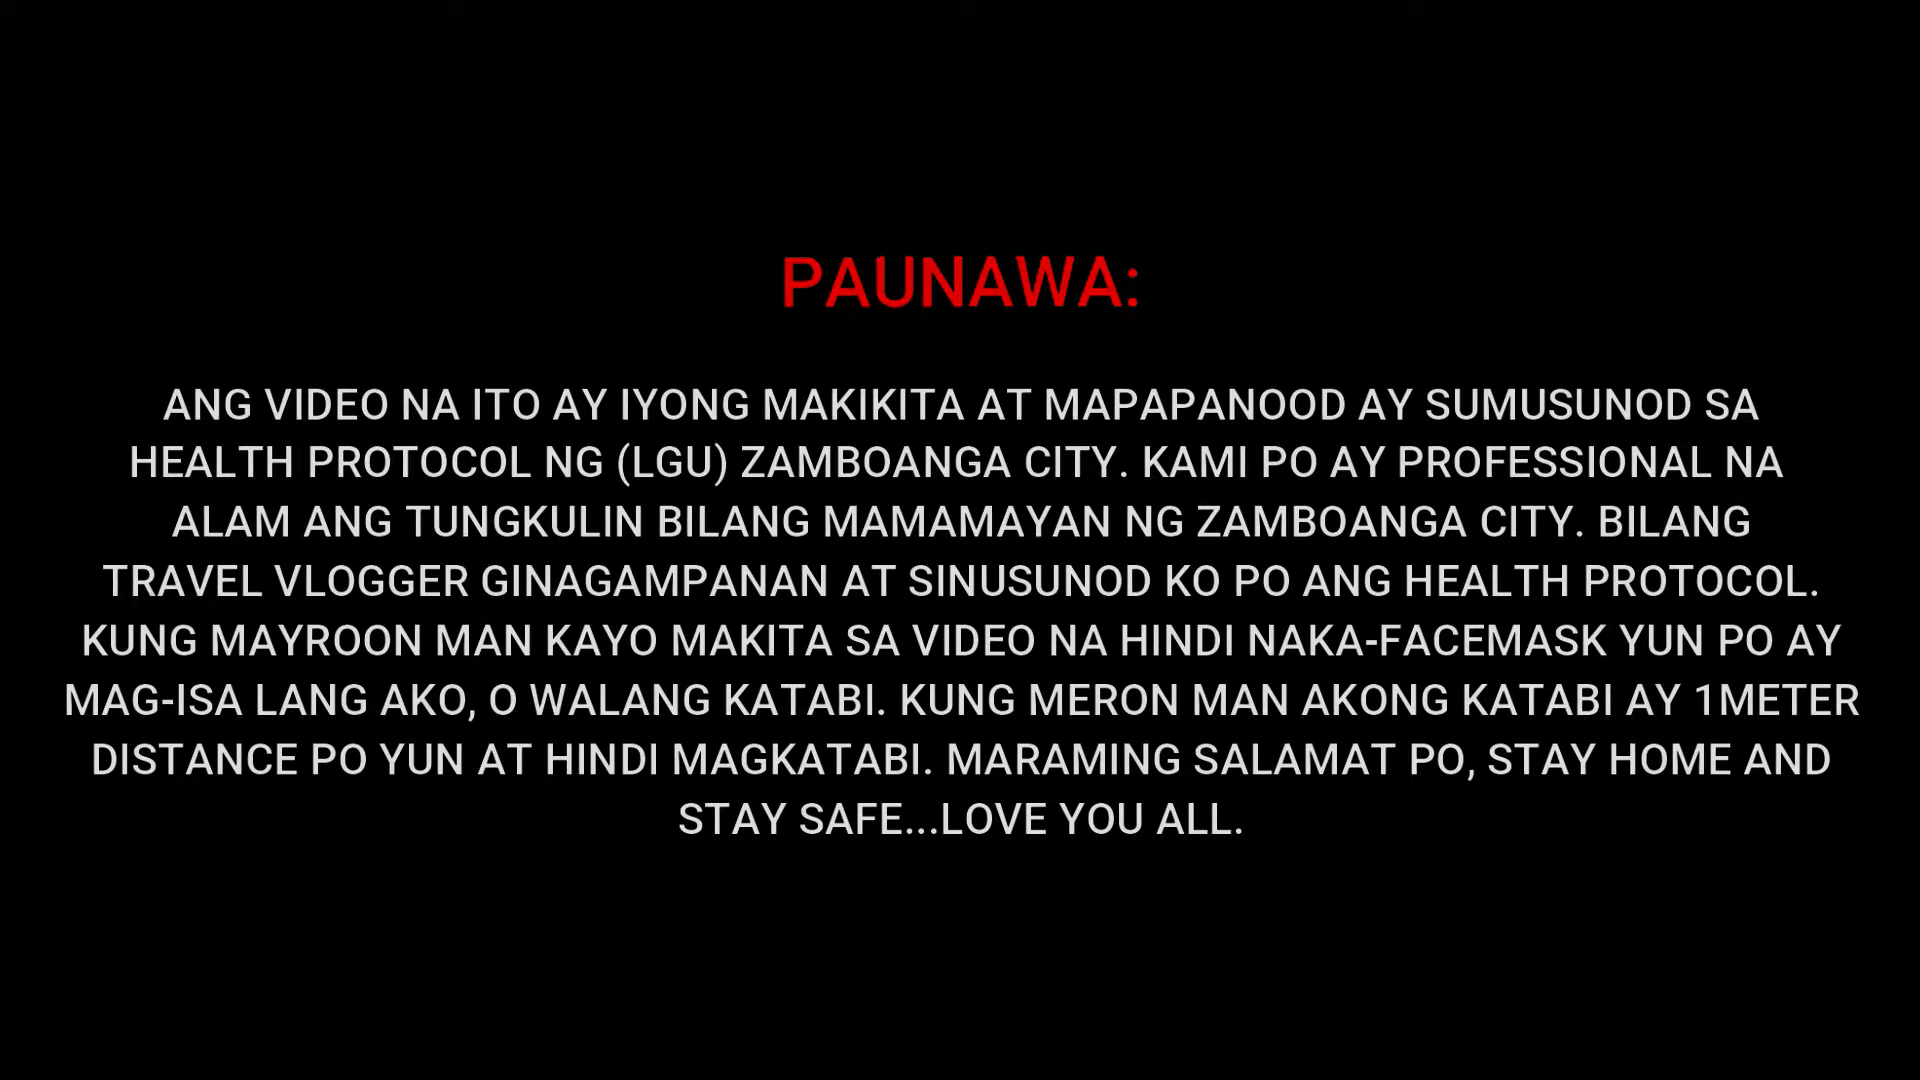 PAUNAWA:
ANG VIDEO NA ITO AY IYONG MAKIKITA AT MAPAPANOOD AY SUMUSUNOD SA
HEALTH PROTOCOL NG (LGU) ZAMBOANGA CITY. KAMI PO AY PROFESSIONAL NA
ALAM ANG TUNGKULIN BILANG MAMAMAYAN NG ZAMBOANGA CITY. BILANG
TRAVEL VLOGGER GINAGAMPANAN AT SINUSUNOD KO PO ANG HEALTH PROTOCOL.
KUNG MAYROON MAN KAYO MAKITA SA VIDEO NA HINDI NAKA-FACEMASK YUN PO AY
MAG-ISA LANG AKO, O WALANG KATABI. KUNG MERON MAN AKONG KATABI AY 1METER
DISTANCE PO YUN AT HINDI MAGKATABI. MARAMING SALAMAT PO, STAY HOME AND
STAY SAFE...LOVE YOU ALL.